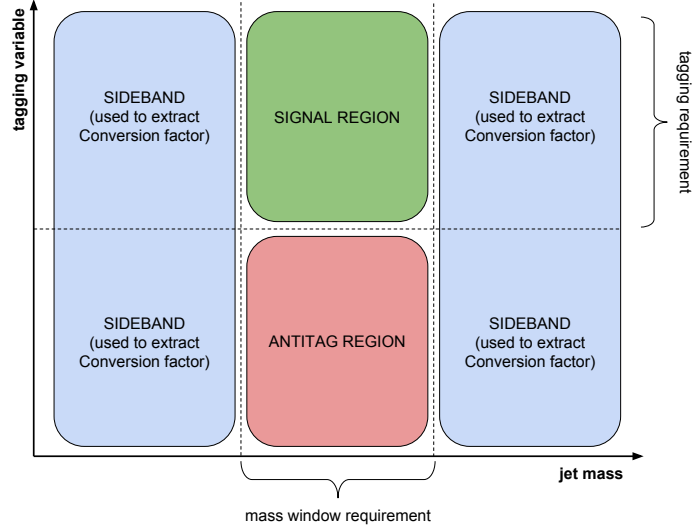 tagging variable
SIDEBAND
(used to extract
Conversion factor)
SIGNAL REGION
SIDEBAND
(used to extract
Conversion factor)
tagging requirement
SIDEBAND
(used to extract
Conversion factor)
ANTITAG REGION
SIDEBAND
(used to extract
Conversion factor)
jet mass
mass window requirement